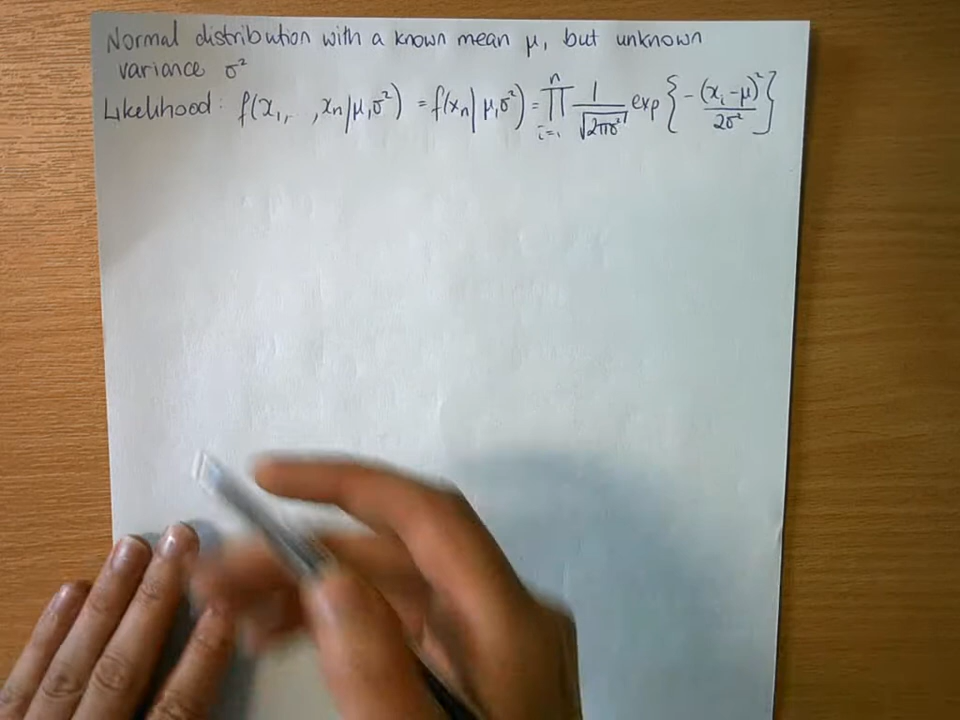 Normal distribution with a known mean μ, but unknown
variance σ²
Likelihood: f(x₁, , xₙ|μ,σ²) = f(xₙ|μ,σ²) = ∏ᵢ₌₁ⁿ 1/√(2πσ²) exp{-(xᵢ-μ)²/2σ²}